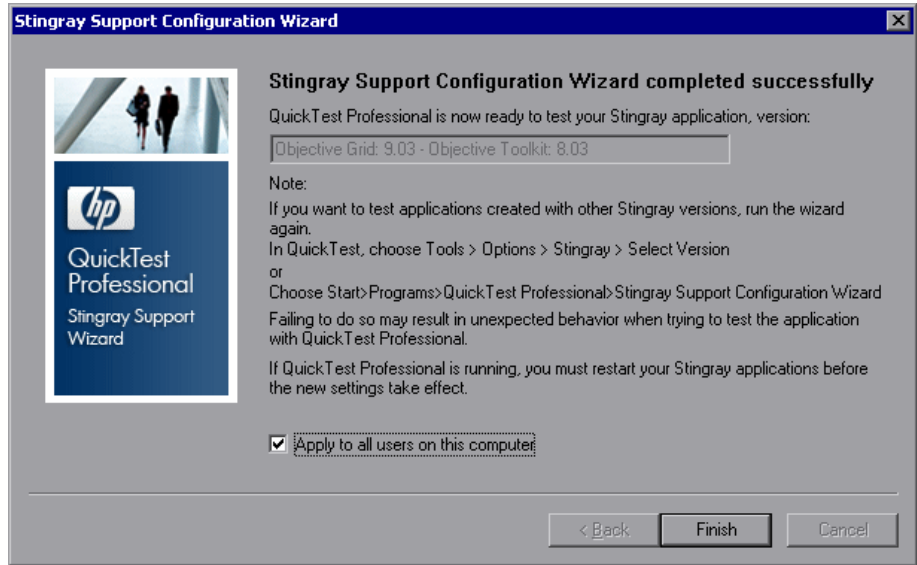 Stingray Support Configuration Wizard
Stingray Support Configuration Wizard completed successfully
QuickTest Professional is now ready to test your Stingray application, version:
Objective Grid: 9.03 - Objective Toolkit: 8.03
Note:
If you want to test applications created with other Stingray versions, run the wizard
again.
In QuickTest, choose Tools > Options > Stingray > Select Version
or
Choose Start>Programs>QuickTest Professional>Stingray Support Configuration Wizard
Failing to do so may result in unexpected behavior when trying to test the application
with QuickTest Professional.
If QuickTest Professional is running, you must restart your Stingray applications before
the new settings take effect.
Apply to all users on this computer
hp
QuickTest
Professional
Stingray Support
Wizard
< Back
Finish
Cancel